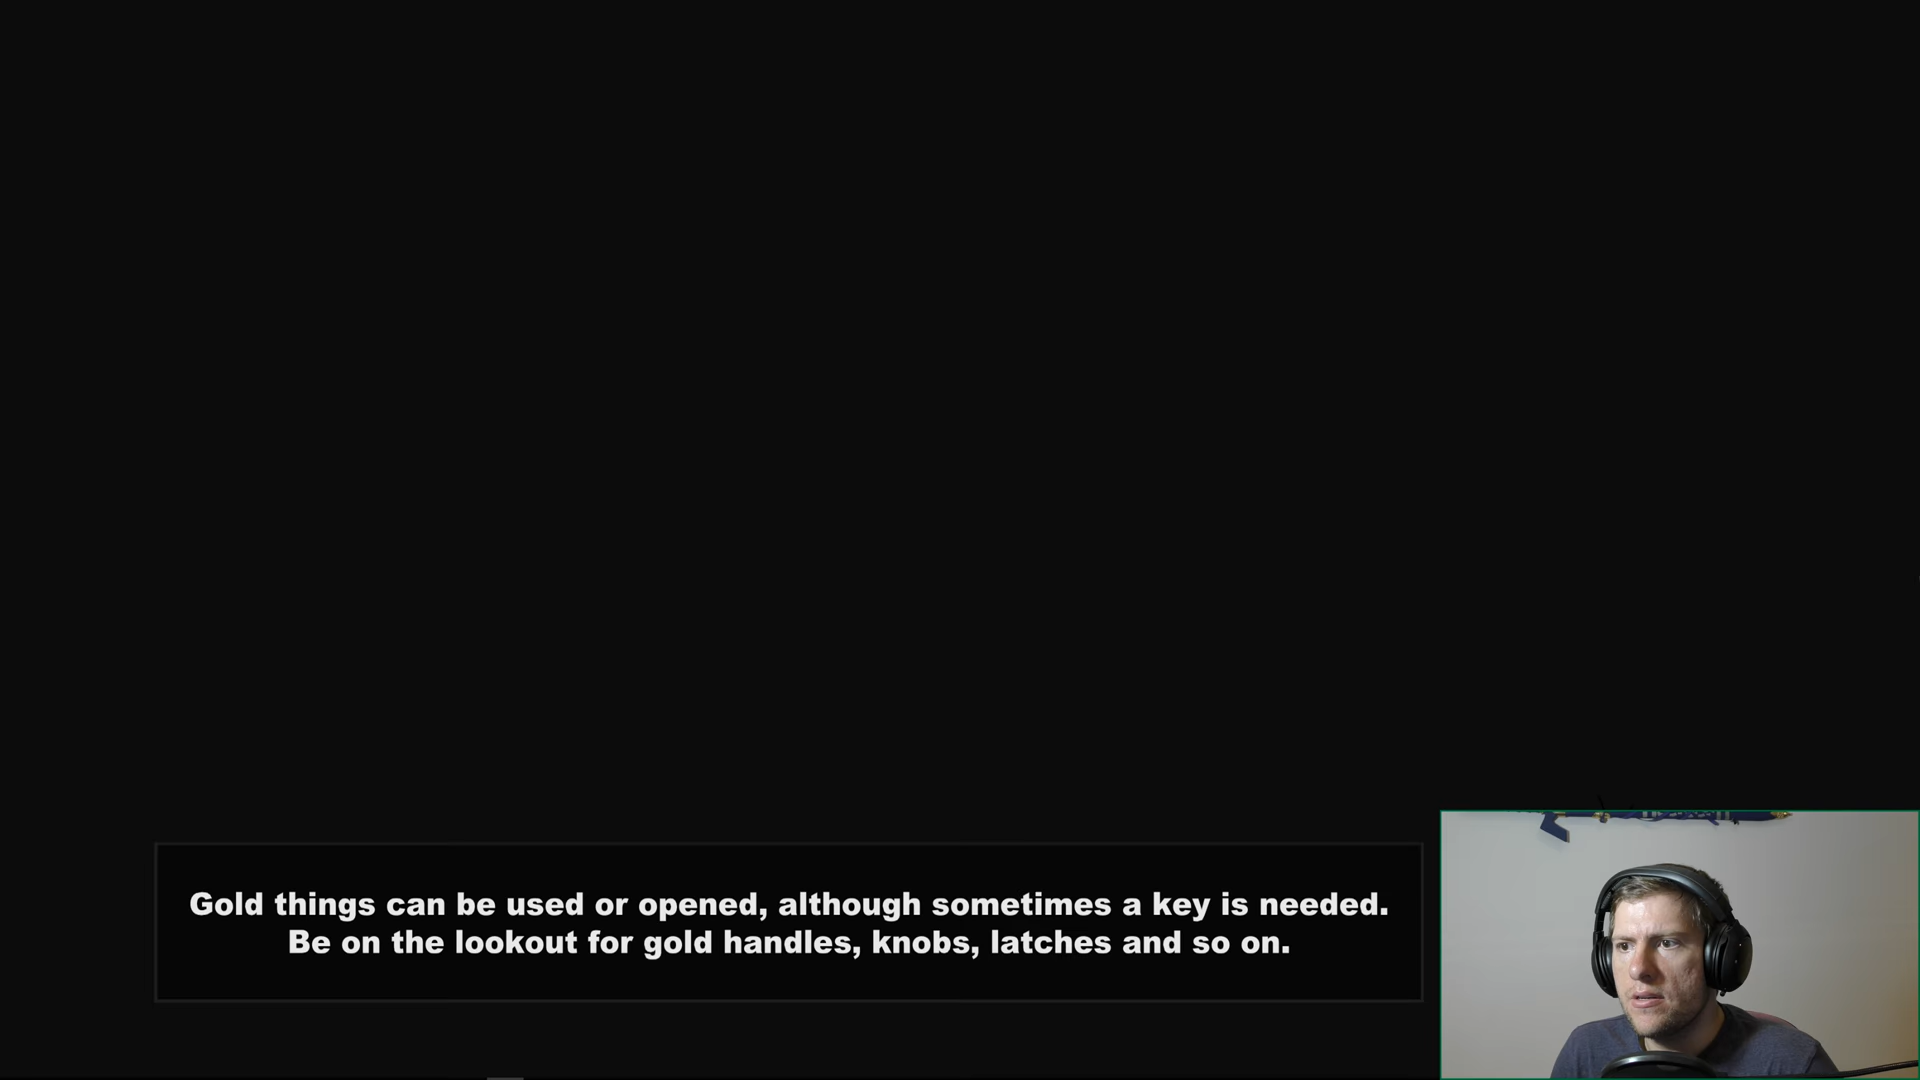 Gold things can be used or opened, although sometimes a key is needed.
Be on the lookout for gold handles, knobs, latches and so on.